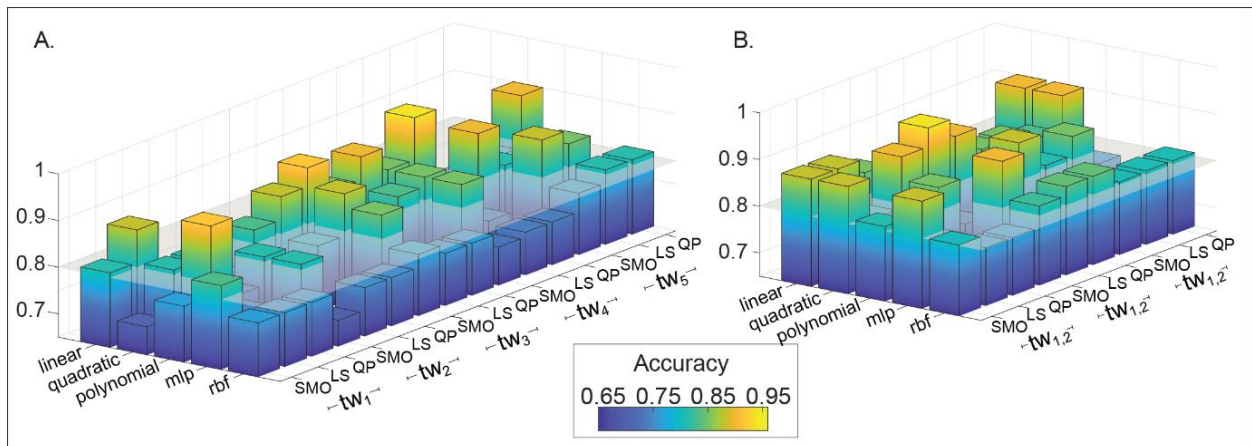 A.
1
0.9
0.8
0.7
linear
quadratic
polynomial
mlp
rbf
SMO LS QP SMO LS QP SMO LS QP SMO LS QP SMO LS QP
tw1 tw2 tw3 tw4 tw5
B.
1
0.9
0.8
0.7
linear
quadratic
polynomial
mlp
rbf
SMO LS QP SMO LS QP SMO LS QP
tw1,2 tw1,2 tw1,2
Accuracy
0.65 0.75 0.85 0.95